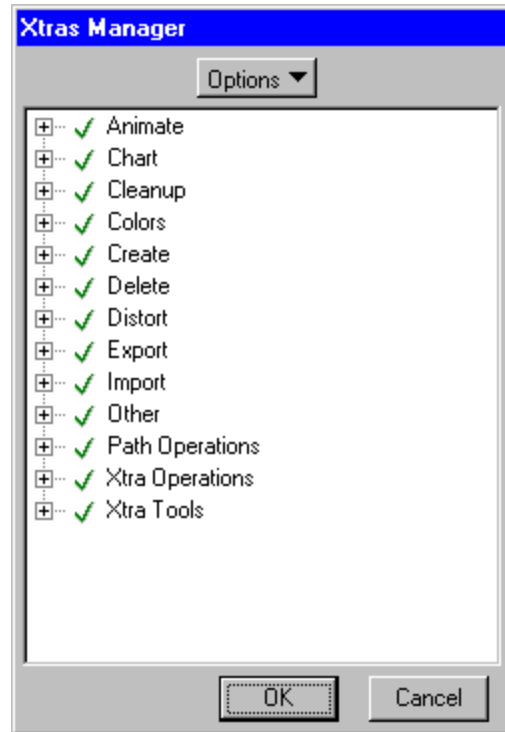 Xtras Manager
Options
Animate
Chart
Cleanup
Colors
Create
Delete
Distort
Export
Import
Other
Path Operations
Xtra Operations
Xtra Tools
OK Cancel